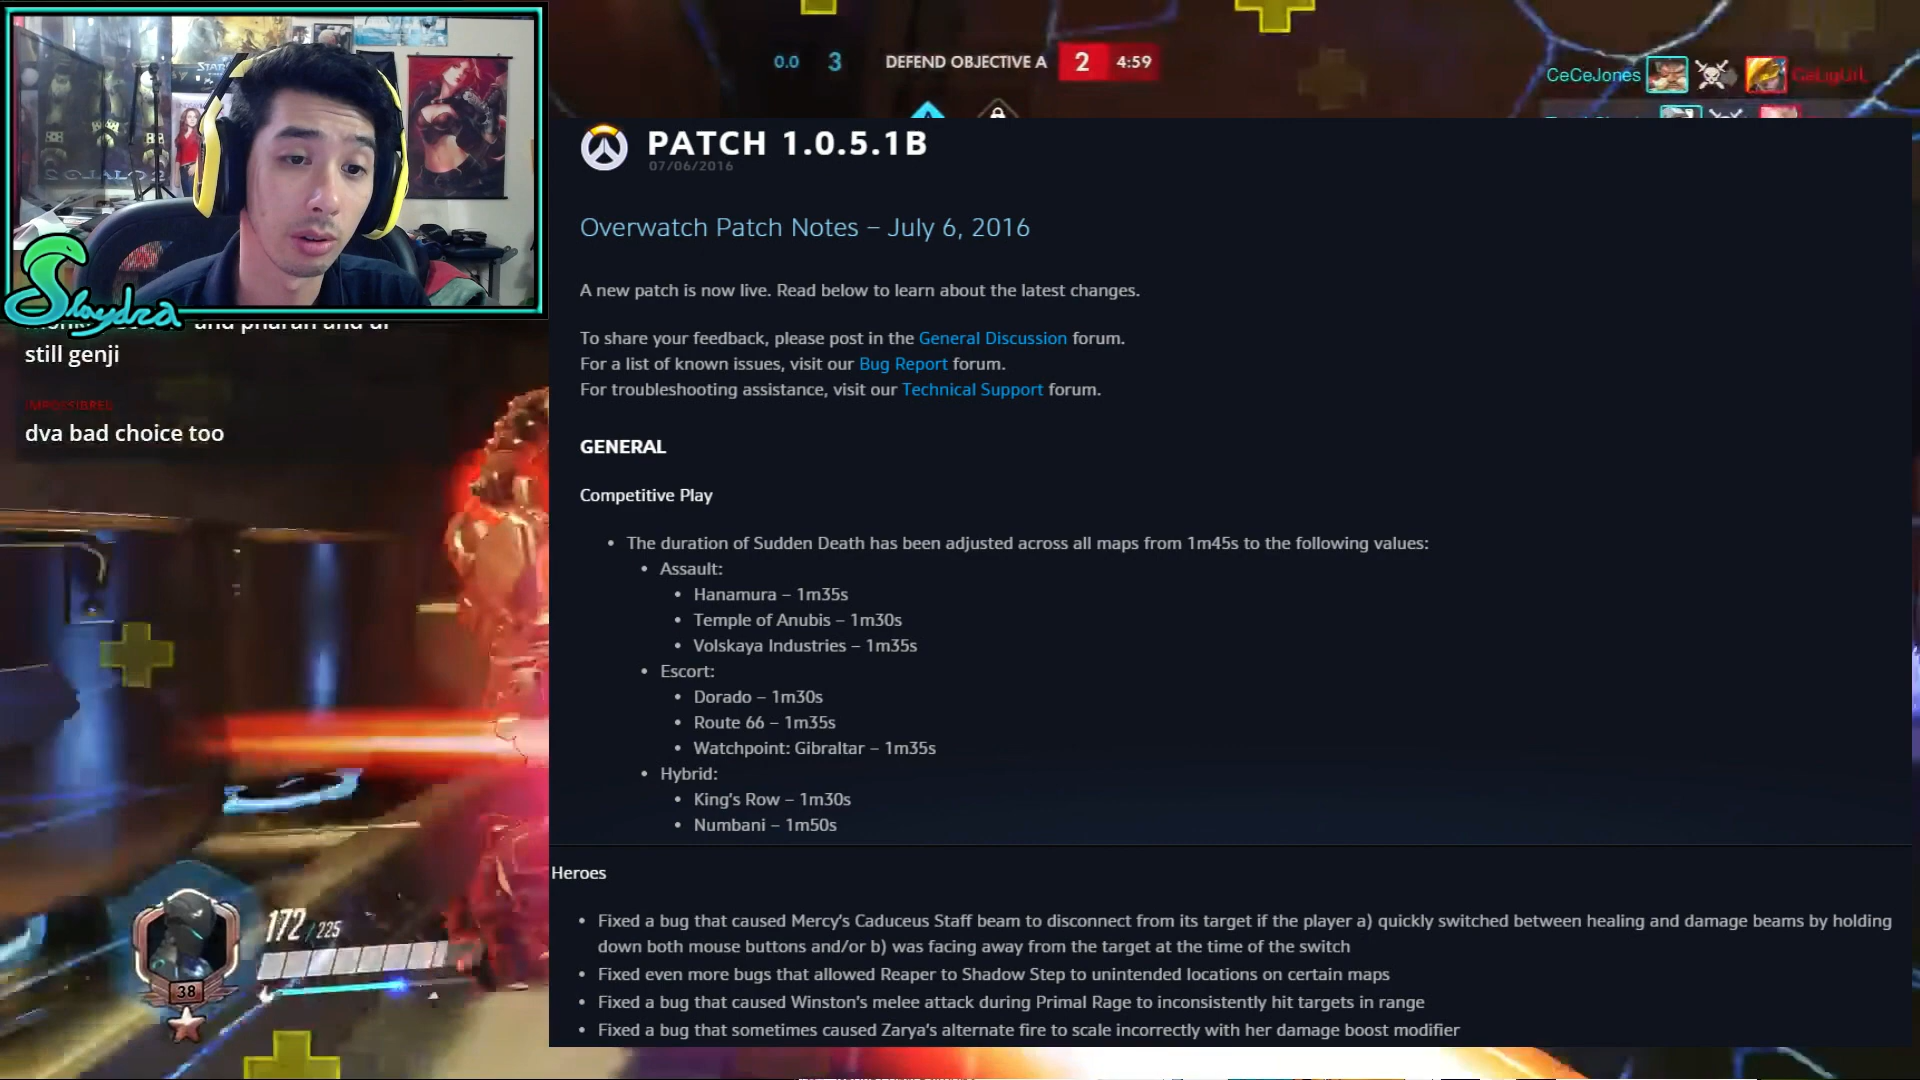 0.0 3 DEFEND OBJECTIVE A 2 4:59
CeCeJones
PATCH 1.0.5.1B
07/06/2016
Overwatch Patch Notes – July 6, 2016
A new patch is now live. Read below to learn about the latest changes.
To share your feedback, please post in the General Discussion forum.
For a list of known issues, visit our Bug Report forum.
For troubleshooting assistance, visit our Technical Support forum.
GENERAL
Competitive Play
• The duration of Sudden Death has been adjusted across all maps from 1m45s to the following values:
• Assault:
• Hanamura – 1m35s
• Temple of Anubis – 1m30s
• Volskaya Industries – 1m35s
• Escort:
• Dorado – 1m30s
• Route 66 – 1m35s
• Watchpoint: Gibraltar – 1m35s
• Hybrid:
• King's Row – 1m30s
• Numbani – 1m50s
Heroes
• Fixed a bug that caused Mercy's Caduceus Staff beam to disconnect from its target if the player a) quickly switched between healing and damage beams by holding
down both mouse buttons and/or b) was facing away from the target at the time of the switch
• Fixed even more bugs that allowed Reaper to Shadow Step to unintended locations on certain maps
• Fixed a bug that caused Winston's melee attack during Primal Rage to inconsistently hit targets in range
• Fixed a bug that sometimes caused Zarya's alternate fire to scale incorrectly with her damage boost modifier
Slaydra
and pharah and ur
still genji
IMPOSSIBREL
dva bad choice too
172 / 225
38